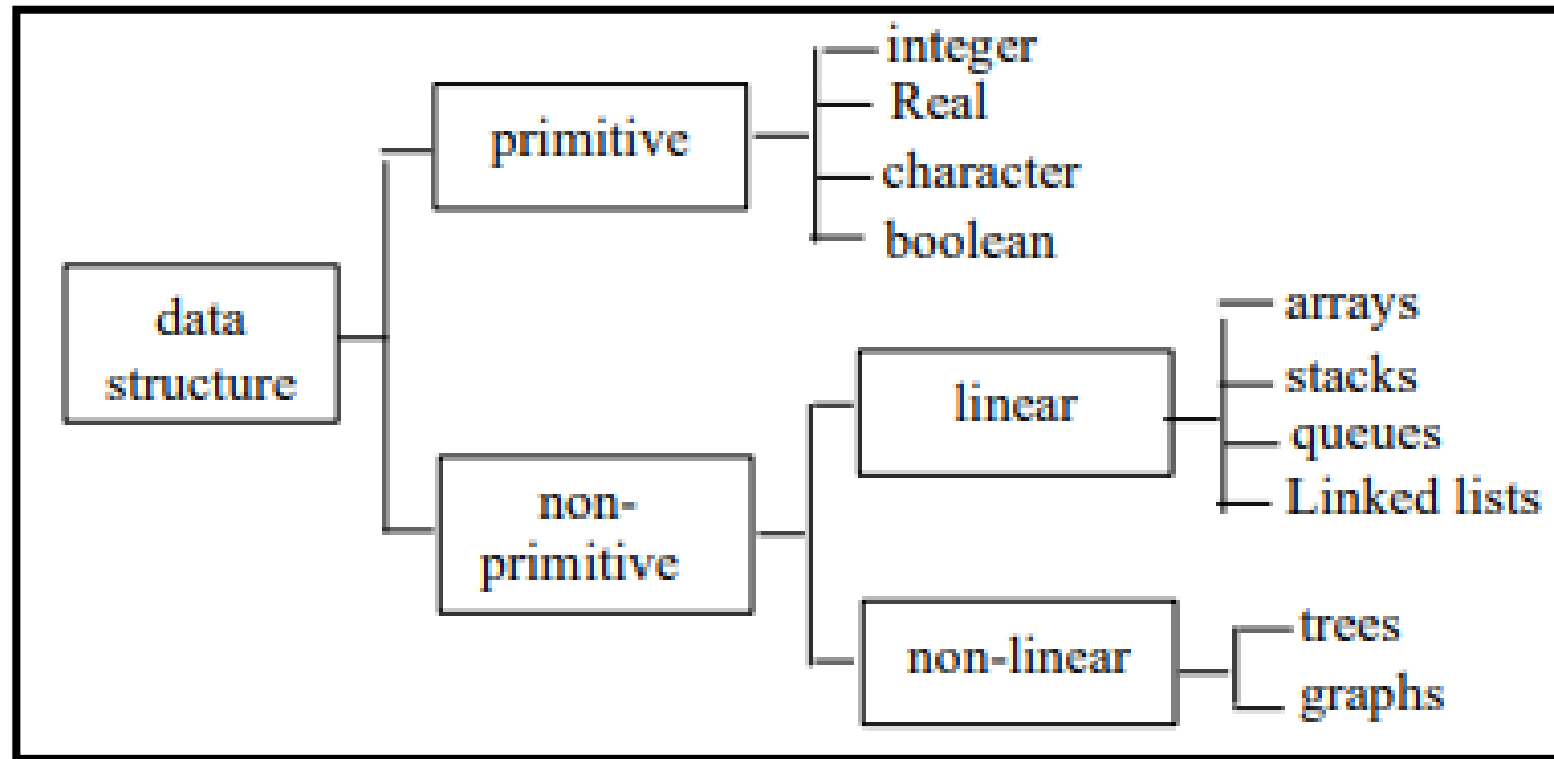 integer
Real
primitive
character
boolean
data
structure
arrays
linear
stacks
queues
Linked lists
non-
primitive
trees
non-linear
graphs